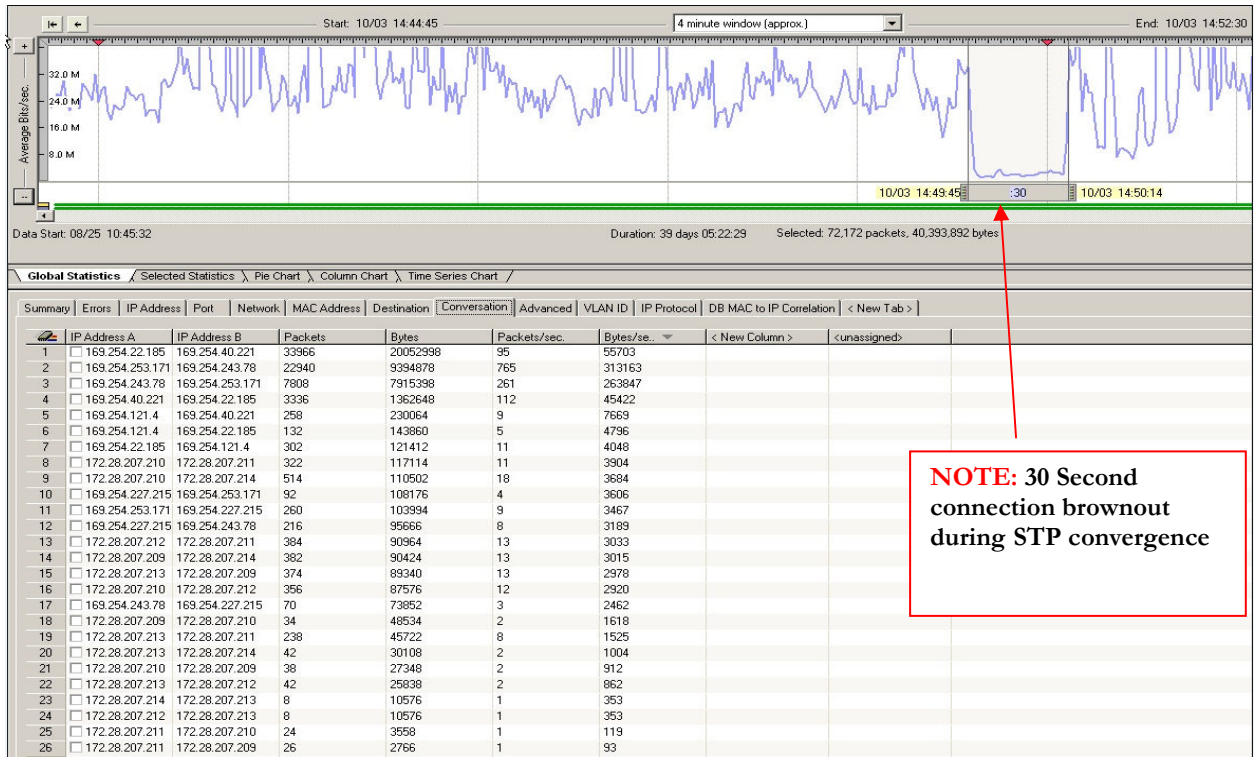 Start: 10/03 14:44:45 4 minute window (approx.) End: 10/03 14:52:30
Average Bits/sec.
32.0 M
24.0 M
16.0 M
8.0 M
10/03 14:49:45 :30 10/03 14:50:14
Data Start: 08/25 10:45:32 Duration: 39 days 05:22:29 Selected: 72,172 packets, 40,393,892 bytes
Global Statistics Selected Statistics Pie Chart Column Chart Time Series Chart
Summary Errors IP Address Port Network MAC Address Destination Conversation Advanced VLAN ID IP Protocol DB MAC to IP Correlation < New Tab >
IP Address A IP Address B Packets Bytes Packets/sec. Bytes/se.. < New Column > <unassigned>
1 169.254.22.185 169.254.40.221 33966 20052998 95 55703
2 169.254.253.171 169.254.243.78 22940 9394878 765 313163
3 169.254.243.78 169.254.253.171 7808 7915398 261 263847
4 169.254.40.221 169.254.22.185 3336 1362648 112 45422
5 169.254.121.4 169.254.40.221 258 230064 9 7669
6 169.254.121.4 169.254.22.185 132 143860 5 4796
7 169.254.22.185 169.254.121.4 302 121412 11 4048
8 172.28.207.210 172.28.207.211 322 117114 11 3904
9 172.28.207.210 172.28.207.214 514 110502 18 3684
10 169.254.227.215 169.254.253.171 92 108176 4 3606
11 169.254.253.171 169.254.227.215 260 103994 9 3467
12 169.254.227.215 169.254.243.78 216 95666 8 3189
13 172.28.207.212 172.28.207.211 384 90964 13 3033
14 172.28.207.209 172.28.207.214 382 90424 13 3015
15 172.28.207.213 172.28.207.209 374 89340 13 2978
16 172.28.207.210 172.28.207.212 356 87576 12 2920
17 169.254.243.78 169.254.227.215 70 73852 3 2462
18 172.28.207.209 172.28.207.210 34 48534 2 1618
19 172.28.207.213 172.28.207.211 238 45722 8 1525
20 172.28.207.213 172.28.207.214 42 30108 2 1004
21 172.28.207.210 172.28.207.209 38 27348 2 912
22 172.28.207.213 172.28.207.212 42 25838 2 862
23 172.28.207.214 172.28.207.213 8 10576 1 353
24 172.28.207.212 172.28.207.213 8 10576 1 353
25 172.28.207.211 172.28.207.210 24 3558 1 119
26 172.28.207.211 172.28.207.209 26 2766 1 93
NOTE: 30 Second
connection brownout
during STP convergence